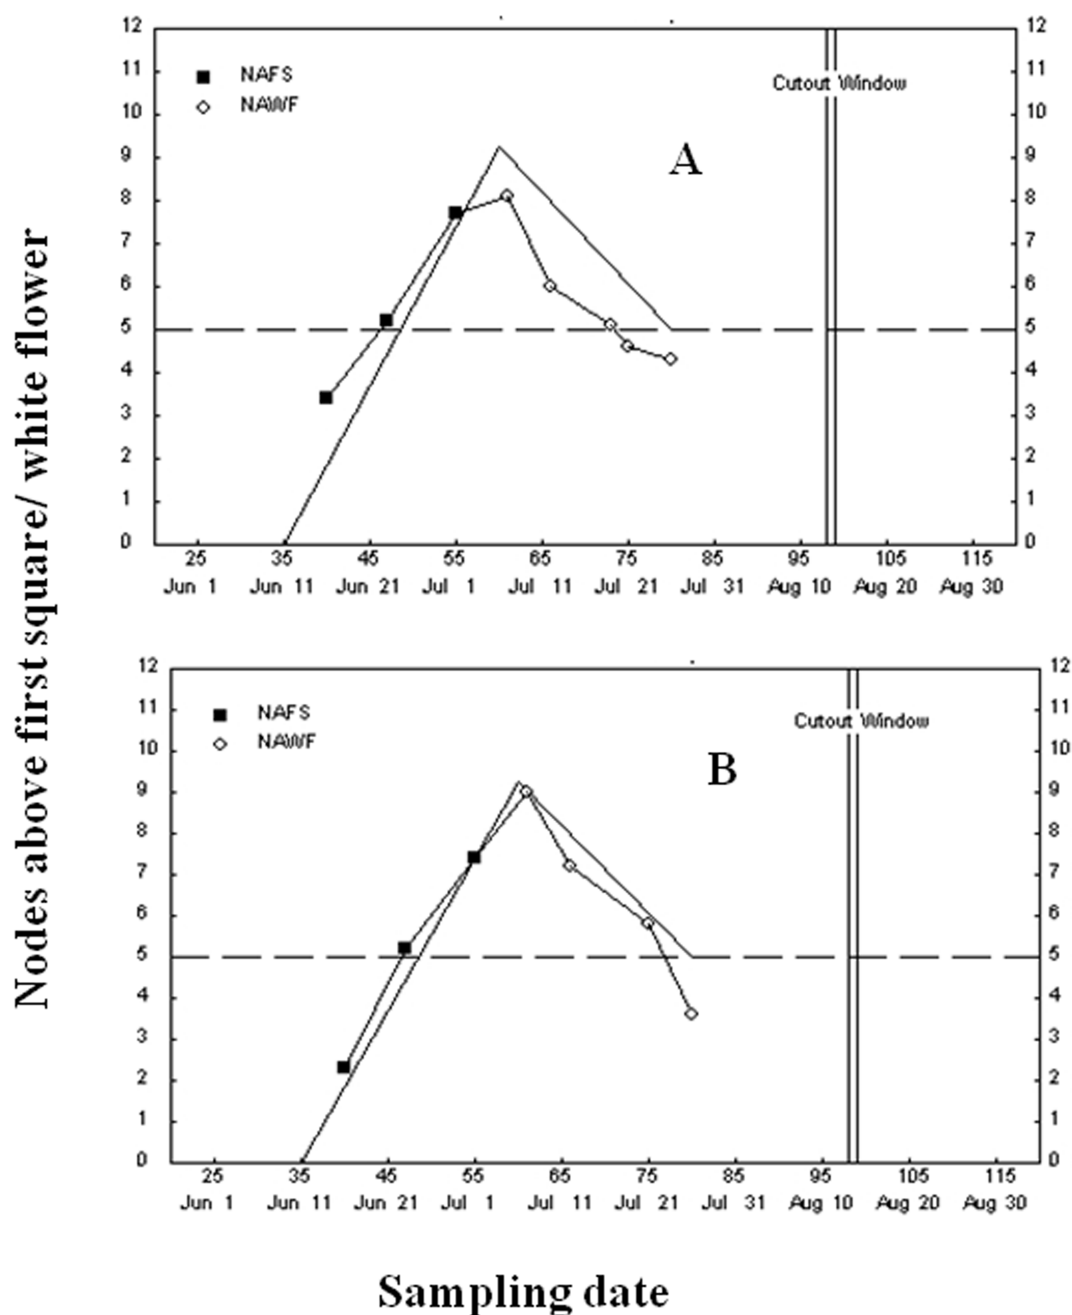 Nodes above first square/ white flower
12 12
NAFS
11 Cutout Window 11
NAWF
10 10
A
9 9
8 8
7 7
6 6
5 5
4 4
3 3
2 2
1 1
0 0
25 35 45 55 65 75 85 95 105 115
Jun 1 Jun 11 Jun 21 Jul 1 Jul 11 Jul 21 Jul 31 Aug 10 Aug 20 Aug 30
12 12
NAFS
11 Cutout Window 11
NAWF
10 10
B
9 9
8 8
7 7
6 6
5 5
4 4
3 3
2 2
1 1
0 0
25 35 45 55 65 75 85 95 105 115
Jun 1 Jun 11 Jun 21 Jul 1 Jul 11 Jul 21 Jul 31 Aug 10 Aug 20 Aug 30
Sampling date